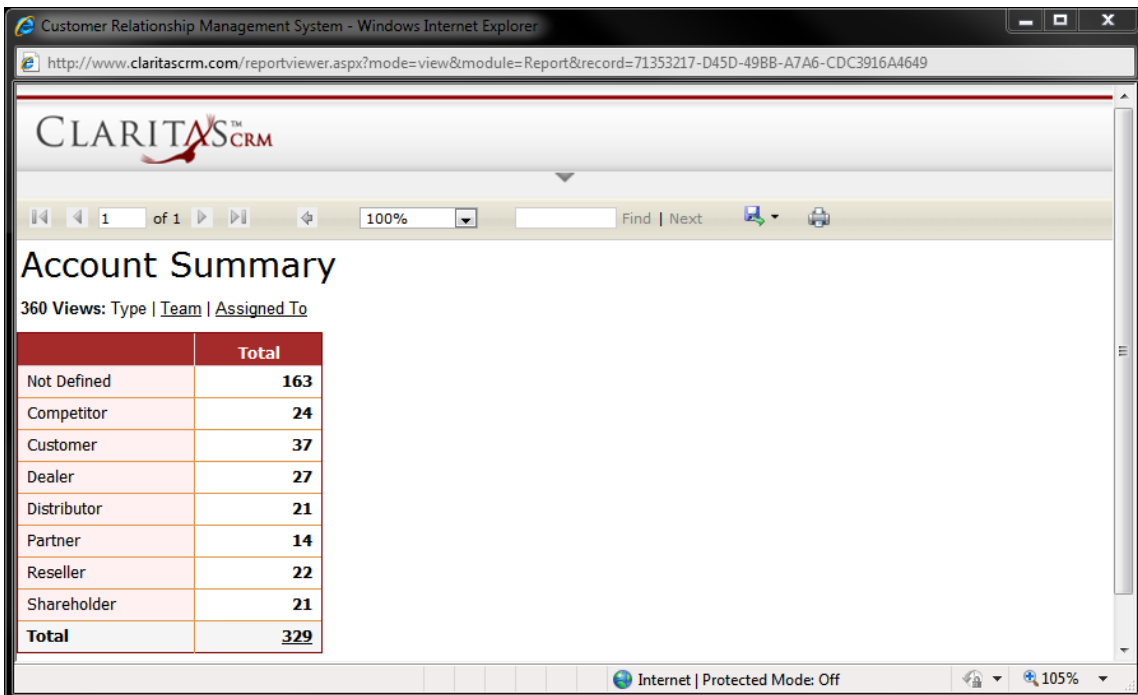 Customer Relationship Management System - Windows Internet Explorer
http://www.claritascrm.com/reportviewer.aspx?mode=view&module=Report&record=71353217-D45D-49BB-A7A6-CDC3916A4649
CLARITAS™ CRM
1 of 1 100% Find | Next
Account Summary
360 Views: Type | Team | Assigned To
Total
Not Defined 163
Competitor 24
Customer 37
Dealer 27
Distributor 21
Partner 14
Reseller 22
Shareholder 21
Total 329
Internet | Protected Mode: Off 105%